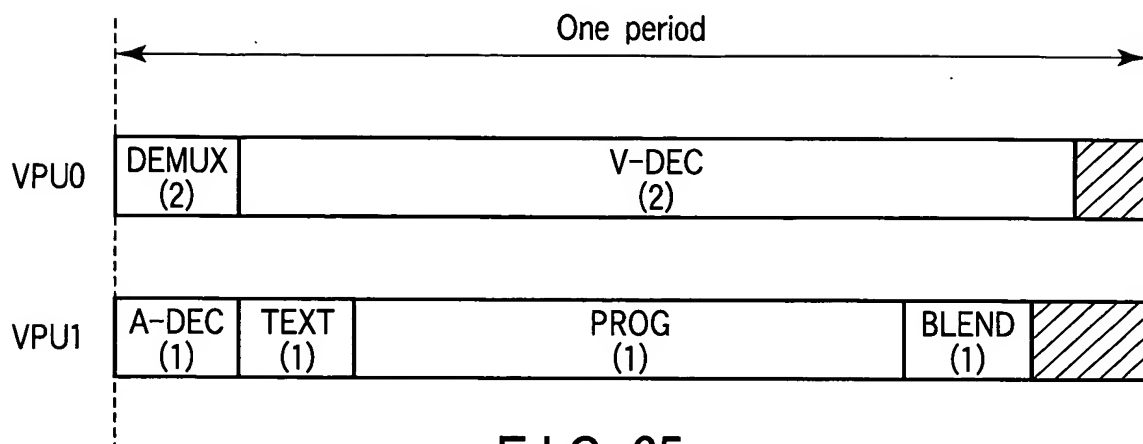 One period
VPU0
DEMUX
(2)
V-DEC
(2)
VPU1
A-DEC
(1)
TEXT
(1)
PROG
(1)
BLEND
(1)